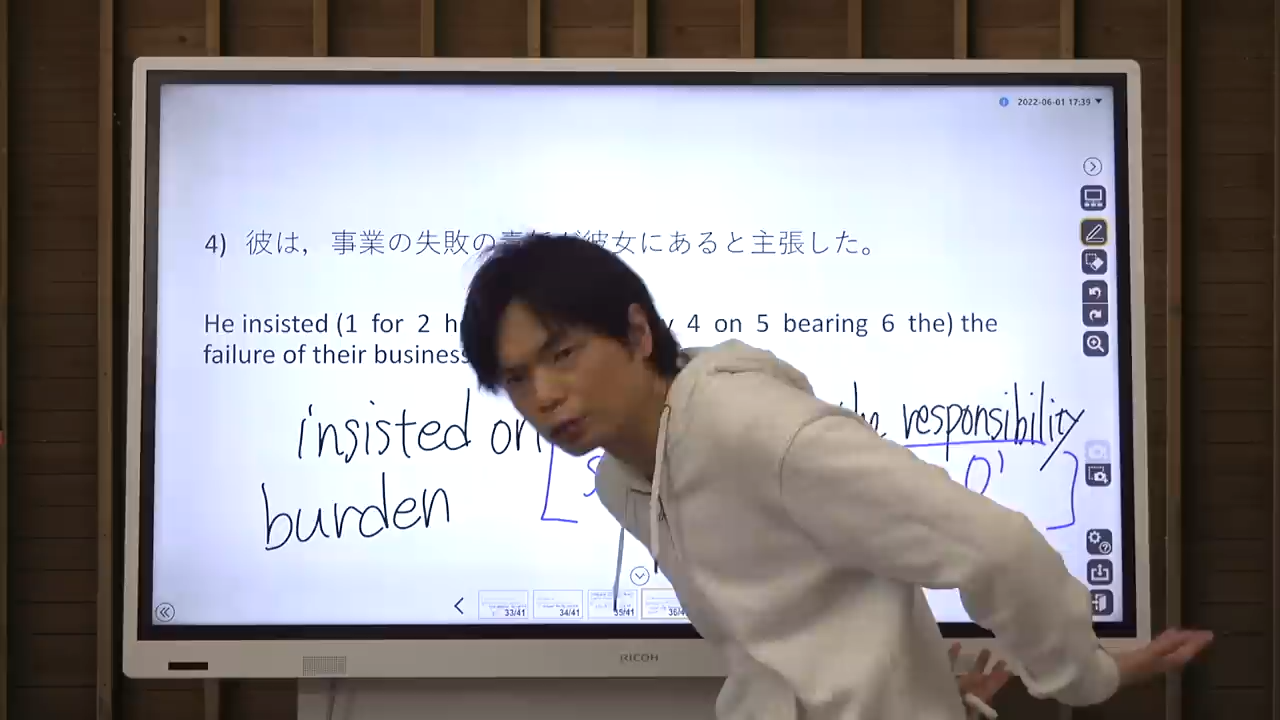 2022-06-01 17:39
4) 彼は，事業の失敗の が彼女にあると主張した。
He insisted (1 for 2 4 on 5 bearing 6 the) the
failure of their business
insisted on responsibility
S O'
burden
33/41 34/41 35/41
RICOH